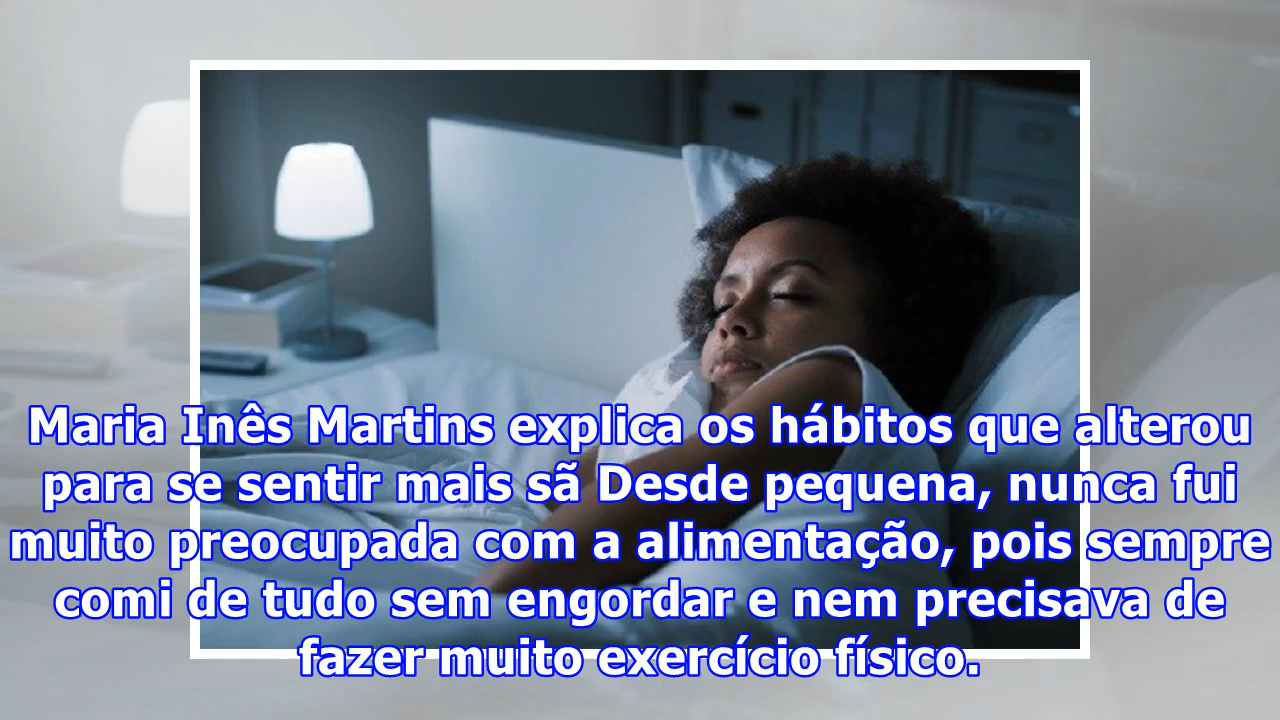 Maria Inês Martins explica os hábitos que alterou
para se sentir mais sã Desde pequena, nunca fui
muito preocupada com a alimentação, pois sempre
comi de tudo sem engordar e nem precisava de
fazer muito exercício físico.